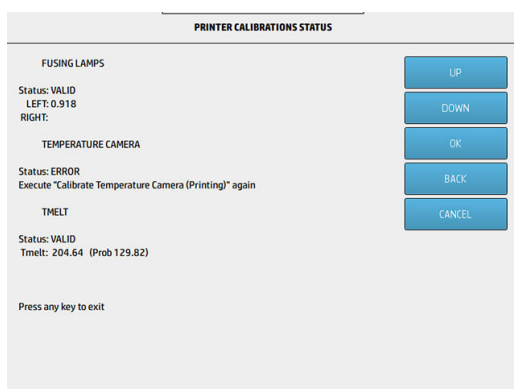 PRINTER CALIBRATIONS STATUS
FUSING LAMPS
Status: VALID
LEFT: 0.918
RIGHT:
TEMPERATURE CAMERA
Status: ERROR
Execute "Calibrate Temperature Camera (Printing)" again
TMELT
Status: VALID
Tmelt: 204.64 (Prob 129.82)
Press any key to exit
UP
DOWN
OK
BACK
CANCEL